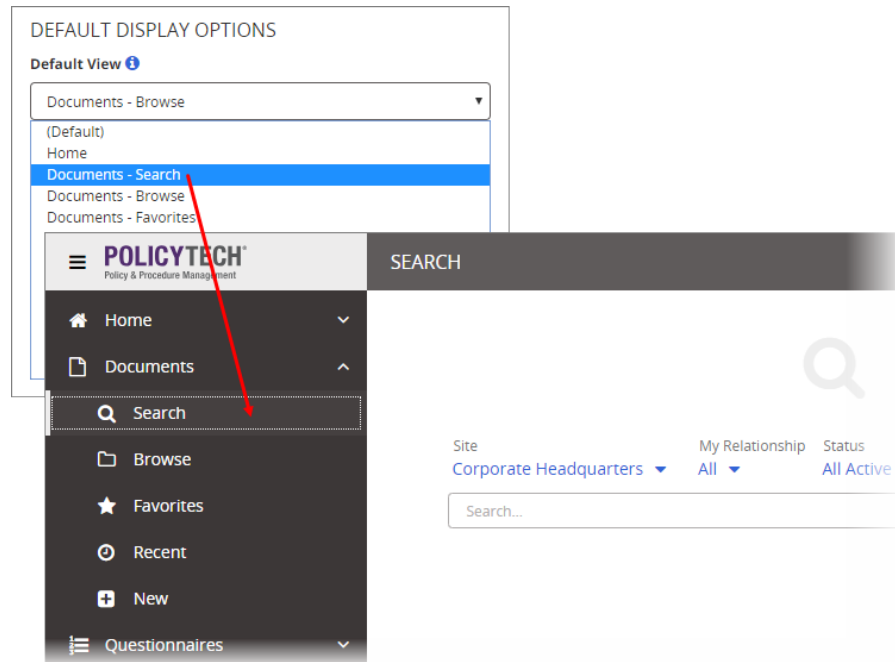 DEFAULT DISPLAY OPTIONS
Default View
Documents - Browse
(Default)
Home
Documents - Search
Documents - Browse
Documents - Favorites
POLICYTECH
Policy & Procedure Management
SEARCH
Home
Documents
Search
Browse
Favorites
Recent
New
Questionnaires
Site
My Relationship
Status
Corporate Headquarters
All
All Active
Search...